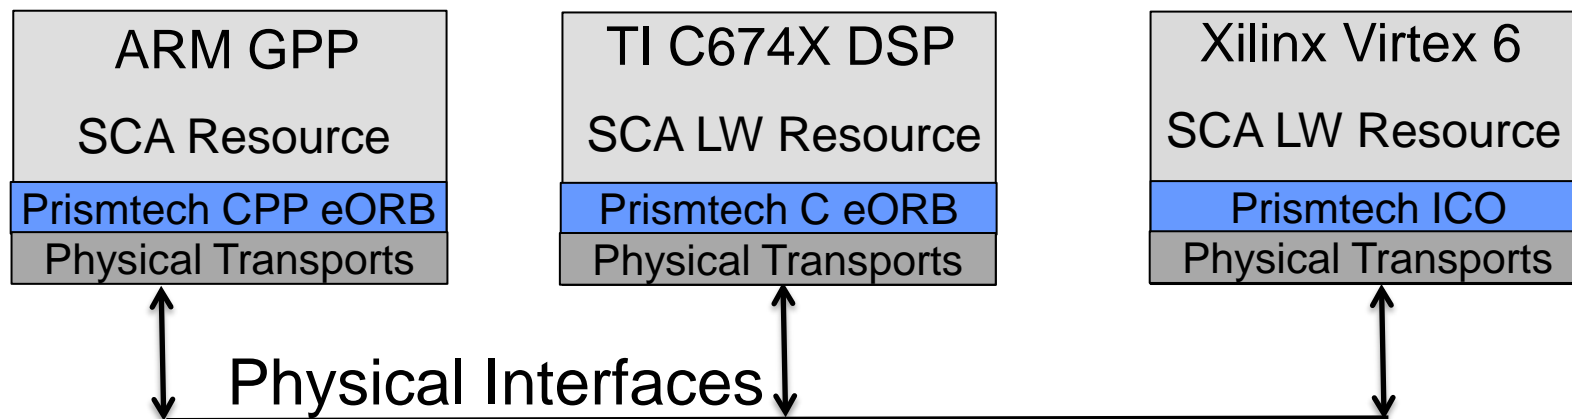 ARM GPP
SCA Resource
Prismtech CPP eORB
Physical Transports
TI C674X DSP
SCA LW Resource
Prismtech C eORB
Physical Transports
Xilinx Virtex 6
SCA LW Resource
Prismtech ICO
Physical Transports
Physical Interfaces